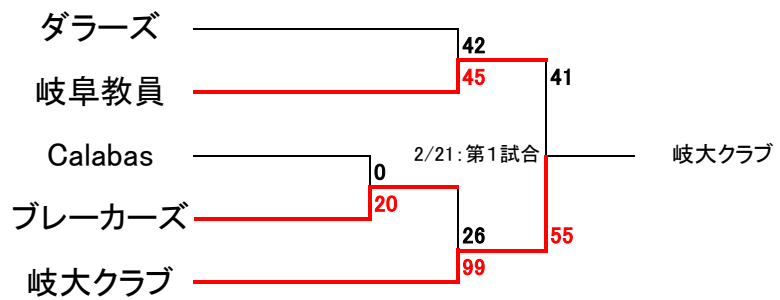 ダラーズ
42
岐阜教員
45
41
Calabas
2/21:第１試合
岐大クラブ
0
ブレーカーズ
20
26
55
岐大クラブ
99